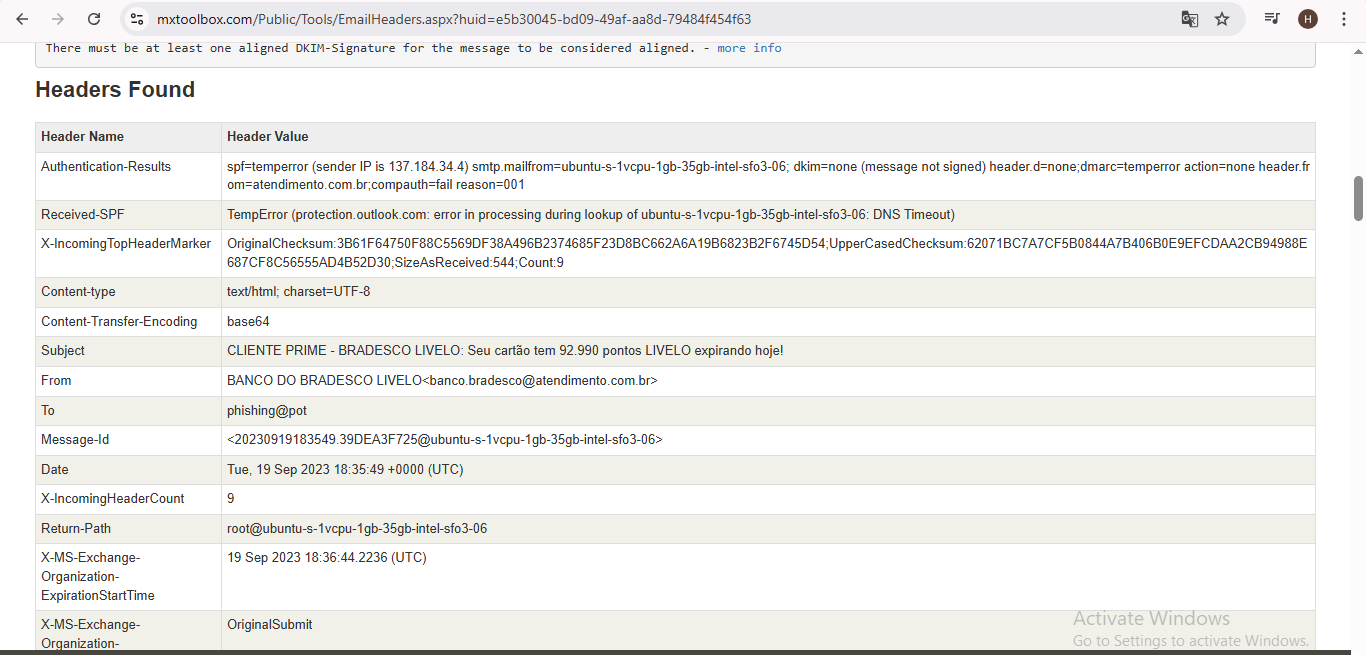 mxtoolbox.com/Public/Tools/EmailHeaders.aspx?huid=e5b30045-bd09-49af-aa8d-79484f454f63
H
There must be at least one aligned DKIM-Signature for the message to be considered aligned. - more info
Headers Found
Header Name Header Value
Authentication-Results spf=temperror (sender IP is 137.184.34.4) smtp.mailfrom=ubuntu-s-1vcpu-1gb-35gb-intel-sfo3-06; dkim=none (message not signed) header.d=none;dmarc=temperror action=none header.fr
om=atendimento.com.br;compauth=fail reason=001
Received-SPF TempError (protection.outlook.com: error in processing during lookup of ubuntu-s-1vcpu-1gb-35gb-intel-sfo3-06: DNS Timeout)
X-IncomingTopHeaderMarker OriginalChecksum:3B61F64750F88C5569DF38A496B2374685F23D8BC662A6A19B6823B2F6745D54;UpperCasedChecksum:62071BC7A7CF5B0844A7B406B0E9EFCDAA2CB94988E
687CF8C56555AD4B52D30;SizeAsReceived:544;Count:9
Content-type text/html; charset=UTF-8
Content-Transfer-Encoding base64
Subject CLIENTE PRIME - BRADESCO LIVELO: Seu cartão tem 92.990 pontos LIVELO expirando hoje!
From BANCO DO BRADESCO LIVELO<banco.bradesco@atendimento.com.br>
To phishing@pot
Message-Id <20230919183549.39DEA3F725@ubuntu-s-1vcpu-1gb-35gb-intel-sfo3-06>
Date Tue, 19 Sep 2023 18:35:49 +0000 (UTC)
X-IncomingHeaderCount 9
Return-Path root@ubuntu-s-1vcpu-1gb-35gb-intel-sfo3-06
X-MS-Exchange- 19 Sep 2023 18:36:44.2236 (UTC)
Organization-
ExpirationStartTime
X-MS-Exchange- OriginalSubmit
Organization-
Activate Windows
Go to Settings to activate Windows.